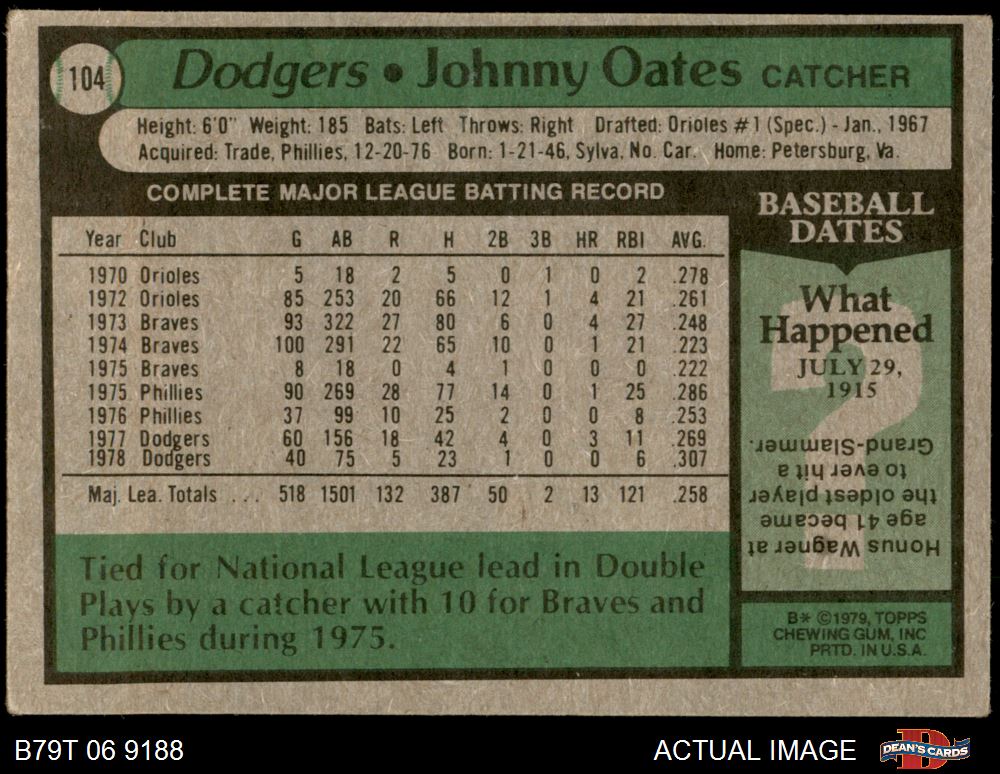 104 Dodgers • Johnny Oates CATCHER
Height: 6'0" Weight: 185 Bats: Left Throws: Right Drafted: Orioles #1 (Spec.) - Jan., 1967
Acquired: Trade, Phillies, 12-20-76 Born: 1-21-46, Sylva, No. Car. Home: Petersburg, Va.
COMPLETE MAJOR LEAGUE BATTING RECORD
Year Club G AB R H 2B 3B HR RBI AVG.
1970 Orioles 5 18 2 5 0 1 0 2 .278
1972 Orioles 85 253 20 66 12 1 4 21 .261
1973 Braves 93 322 27 80 6 0 4 27 .248
1974 Braves 100 291 22 65 10 0 1 21 .223
1975 Braves 8 18 0 4 1 0 0 0 .222
1975 Phillies 90 269 28 77 14 0 1 25 .286
1976 Phillies 37 99 10 25 2 0 0 8 .253
1977 Dodgers 60 156 18 42 4 0 3 11 .269
1978 Dodgers 40 75 5 23 1 0 0 6 .307
Maj. Lea. Totals ... 518 1501 132 387 50 2 13 121 .258
Tied for National League lead in Double
Plays by a catcher with 10 for Braves and
Phillies during 1975.
BASEBALL
DATES
What
Happened
JULY 29,
1915
?
Honus Wagner at
age 41 became
the oldest player
to ever hit a
Grand-Slammer.
B* ©1979, TOPPS
CHEWING GUM, INC
PRTD. IN U.S.A.
B79T 06 9188
ACTUAL IMAGE
DEAN'S CARDS